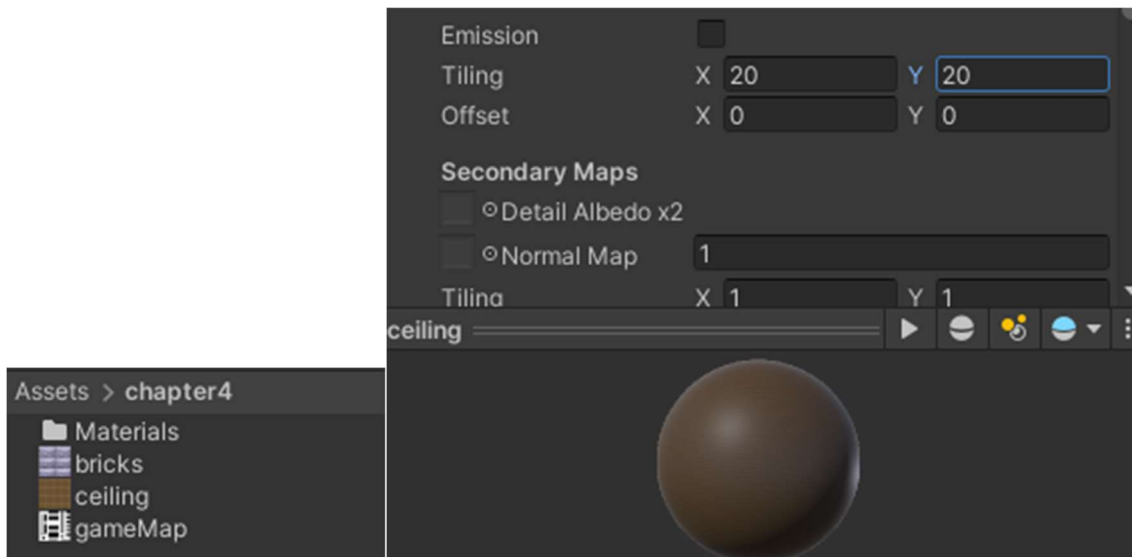 Emission
Tiling X 20 Y 20
Offset X 0 Y 0
Secondary Maps
Detail Albedo x2
Normal Map 1
Tiling X 1 Y 1
ceiling
Assets > chapter4
Materials
bricks
ceiling
gameMap